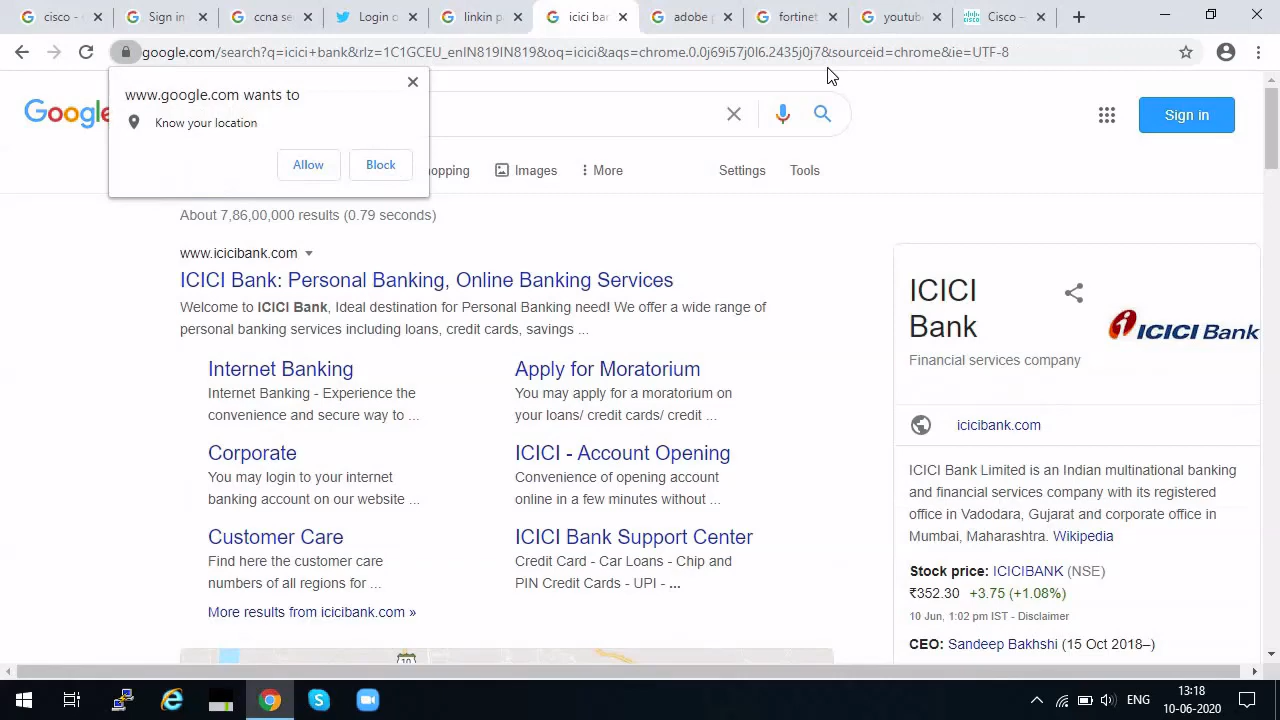 cisco -
Sign in
ccna se
Login o
linkin p
icici ban
adobe p
fortinet
youtube
Cisco –
google.com/search?q=icici+bank&rlz=1C1GCEU_enIN819IN819&oq=icici&aqs=chrome.0.0j69i57j0l6.2435j0j7&sourceid=chrome&ie=UTF-8
www.google.com wants to
Know your location
Allow
Block
Google
Sign in
Images
More
Settings
Tools
About 7,86,00,000 results (0.79 seconds)
www.icicibank.com
ICICI Bank: Personal Banking, Online Banking Services
Welcome to ICICI Bank, Ideal destination for Personal Banking need! We offer a wide range of
personal banking services including loans, credit cards, savings ...
Internet Banking
Internet Banking - Experience the
convenience and secure way to ...
Apply for Moratorium
You may apply for a moratorium on
your loans/ credit cards/ credit ...
Corporate
You may login to your internet
banking account on our website ...
ICICI - Account Opening
Convenience of opening account
online in a few minutes without ...
Customer Care
Find here the customer care
numbers of all regions for ...
ICICI Bank Support Center
Credit Card - Car Loans - Chip and
PIN Credit Cards - UPI - ...
More results from icicibank.com »
10
ICICI
Bank
ICICI Bank
Financial services company
icicibank.com
ICICI Bank Limited is an Indian multinational banking
and financial services company with its registered
office in Vadodara, Gujarat and corporate office in
Mumbai, Maharashtra. Wikipedia
Stock price: ICICIBANK (NSE)
₹352.30 +3.75 (+1.08%)
10 Jun, 1:02 pm IST - Disclaimer
CEO: Sandeep Bakhshi (15 Oct 2018–)
ENG
13:18
10-06-2020